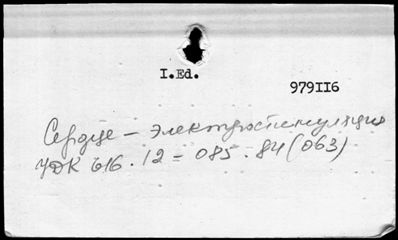 I.Ed.
979II6
Сердце - электростимуляция
УДК 616.12-085.84(063)